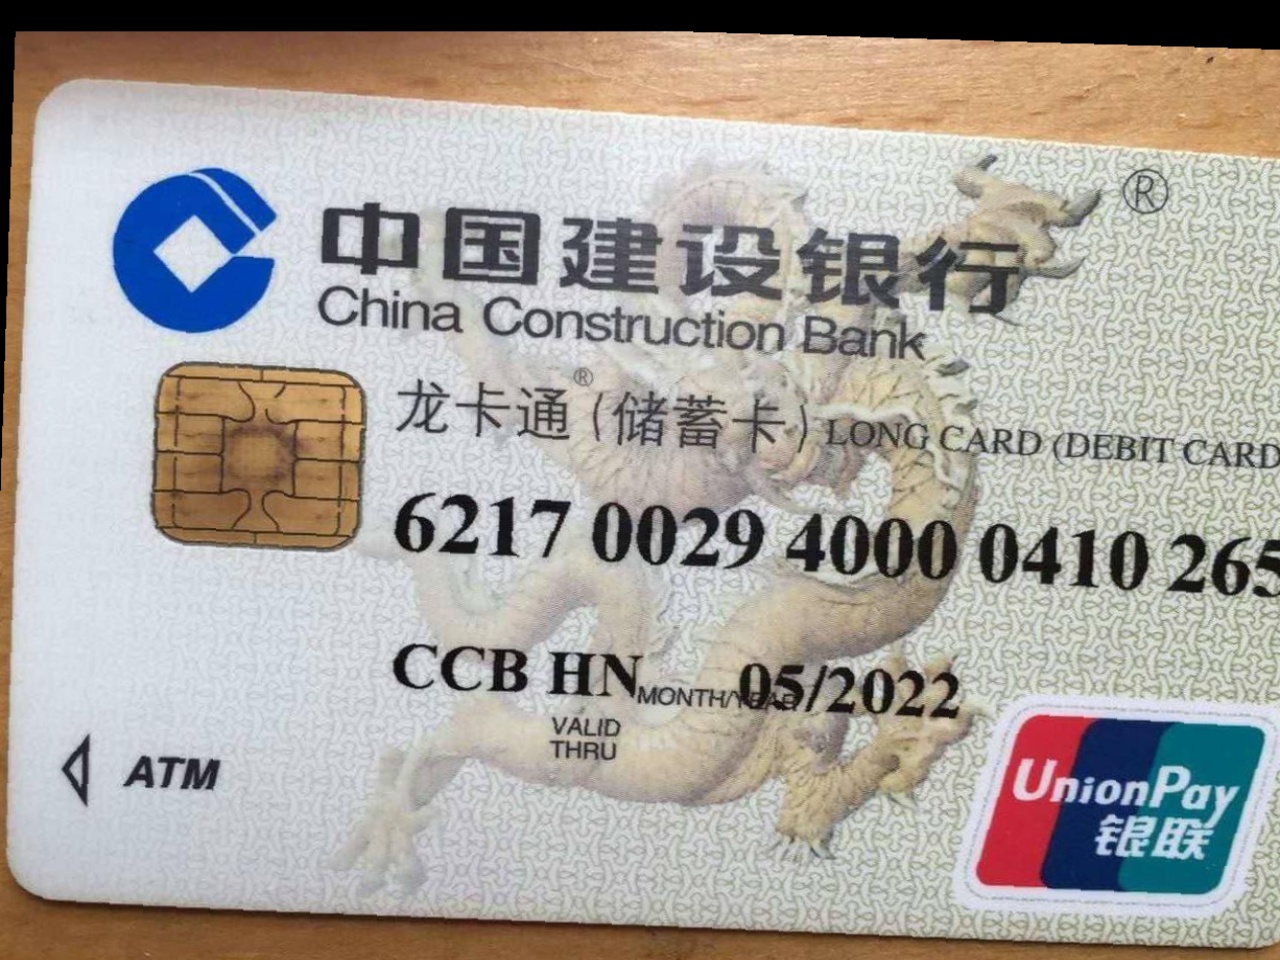 ®
中国建设银行
China Construction Bank
龙卡通®(储蓄卡) LONG CARD (DEBIT CARD
6217 0029 4000 0410 265
CCB HN MONTH/YEAR 05/2022
VALID
THRU
ATM
UnionPay
银联